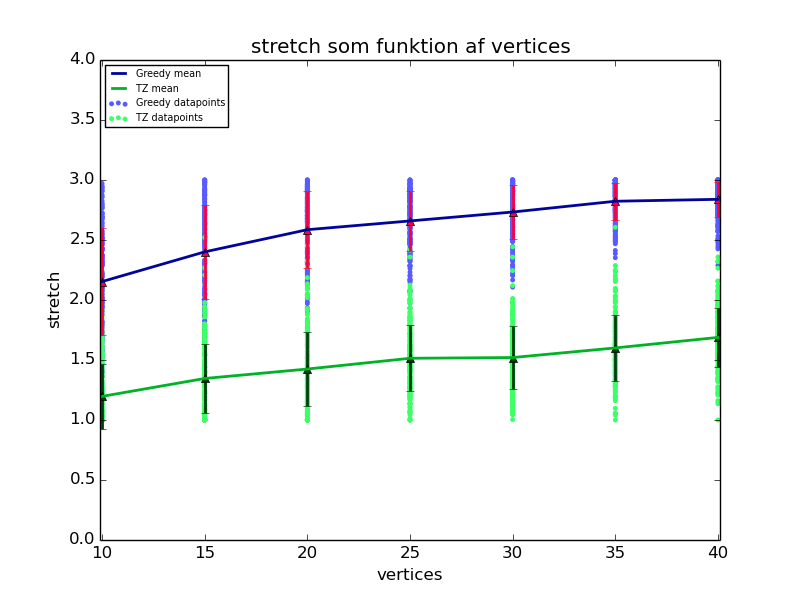 stretch som funktion af vertices
4.0
3.5
3.0
2.5
2.0
1.5
1.0
0.5
0.0
stretch
Greedy mean
TZ mean
Greedy datapoints
TZ datapoints
10 15 20 25 30 35 40
vertices